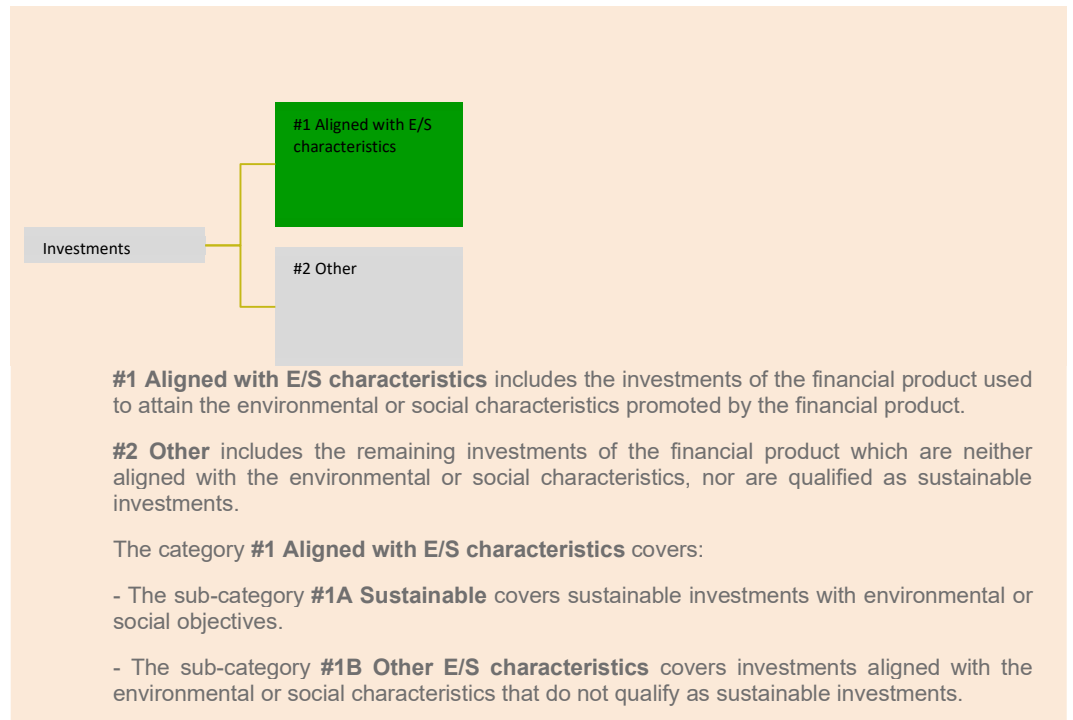 #1 Aligned with E/S
characteristics
Investments
#2 Other
#1 Aligned with E/S characteristics includes the investments of the financial product used
to attain the environmental or social characteristics promoted by the financial product.
#2 Other includes the remaining investments of the financial product which are neither
aligned with the environmental or social characteristics, nor are qualified as sustainable
investments.
The category #1 Aligned with E/S characteristics covers:
- The sub-category #1A Sustainable covers sustainable investments with environmental or
social objectives.
- The sub-category #1B Other E/S characteristics covers investments aligned with the
environmental or social characteristics that do not qualify as sustainable investments.